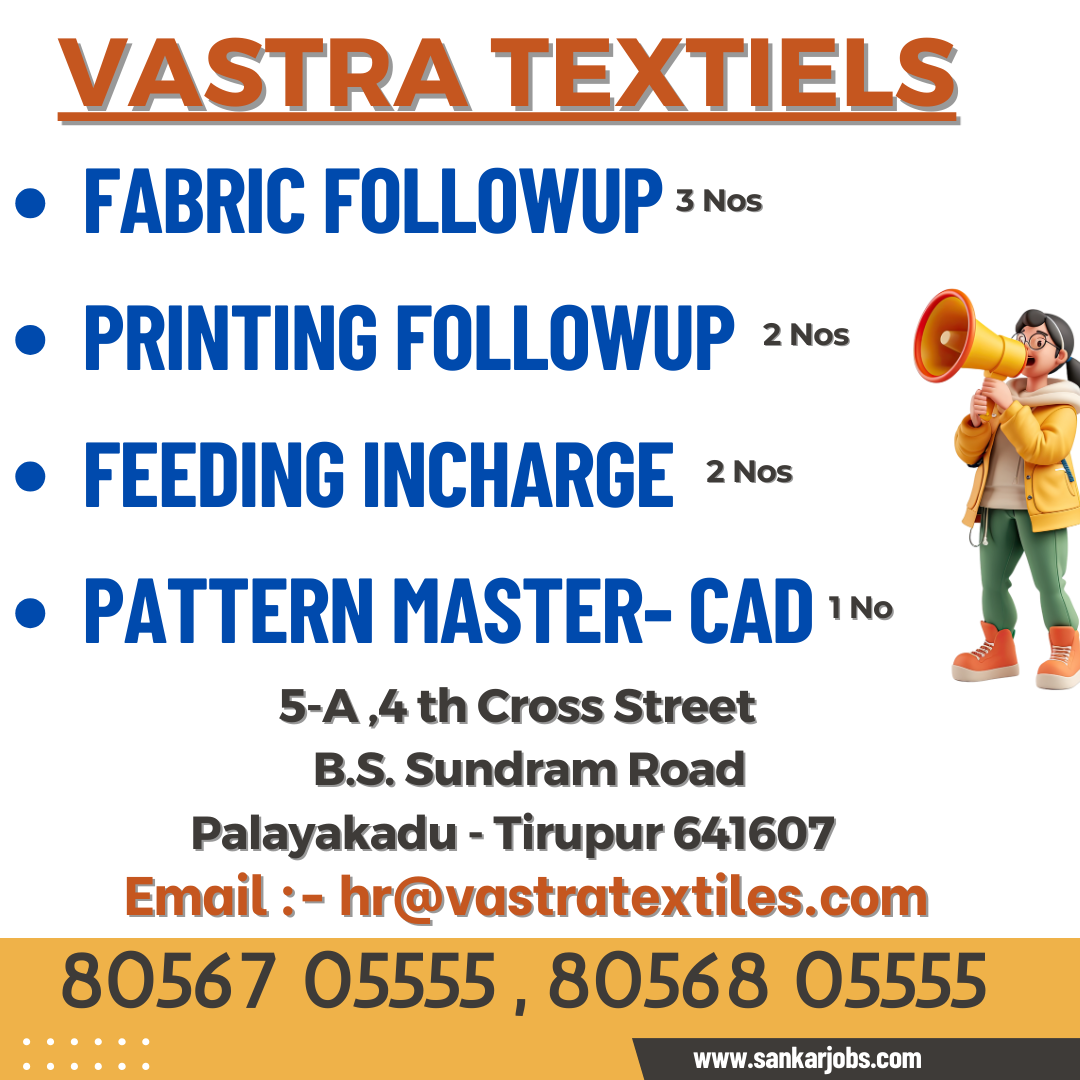 VASTRA TEXTIELS
• FABRIC FOLLOWUP 3 Nos
• PRINTING FOLLOWUP 2 Nos
• FEEDING INCHARGE 2 Nos
• PATTERN MASTER- CAD 1 No
5-A ,4 th Cross Street
B.S. Sundram Road
Palayakadu - Tirupur 641607
Email :- hr@vastratextiles.com
80567 05555 , 80568 05555
www.sankarjobs.com